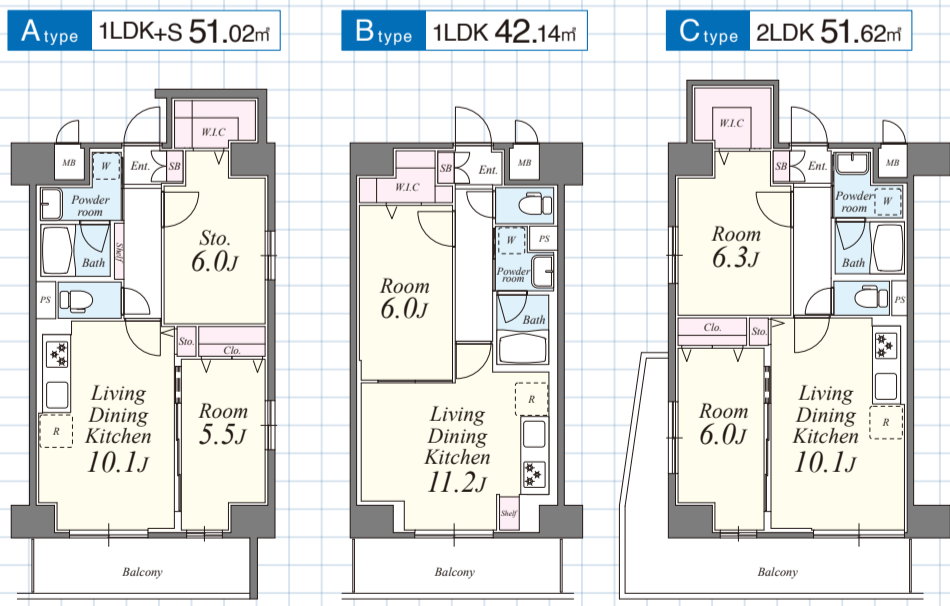 A type 1LDK+S 51.02㎡
W.I.C
MB
W
Ent.
SB
Powder
room
Sto.
6.0J
Shelf
Bath
PS
Sto.
Clo.
Living
Dining
Kitchen
10.1J
R
Room
5.5J
Balcony
B type 1LDK 42.14㎡
SB
Ent.
MB
W.I.C
W
PS
Powder
room
Room
6.0J
Bath
R
Living
Dining
Kitchen
11.2J
Shelf
Balcony
C type 2LDK 51.62㎡
W.I.C
SB
Ent.
MB
Powder
room
W
Room
6.3J
Bath
PS
Clo.
Sto.
Room
6.0J
Living
Dining
Kitchen
10.1J
R
Balcony